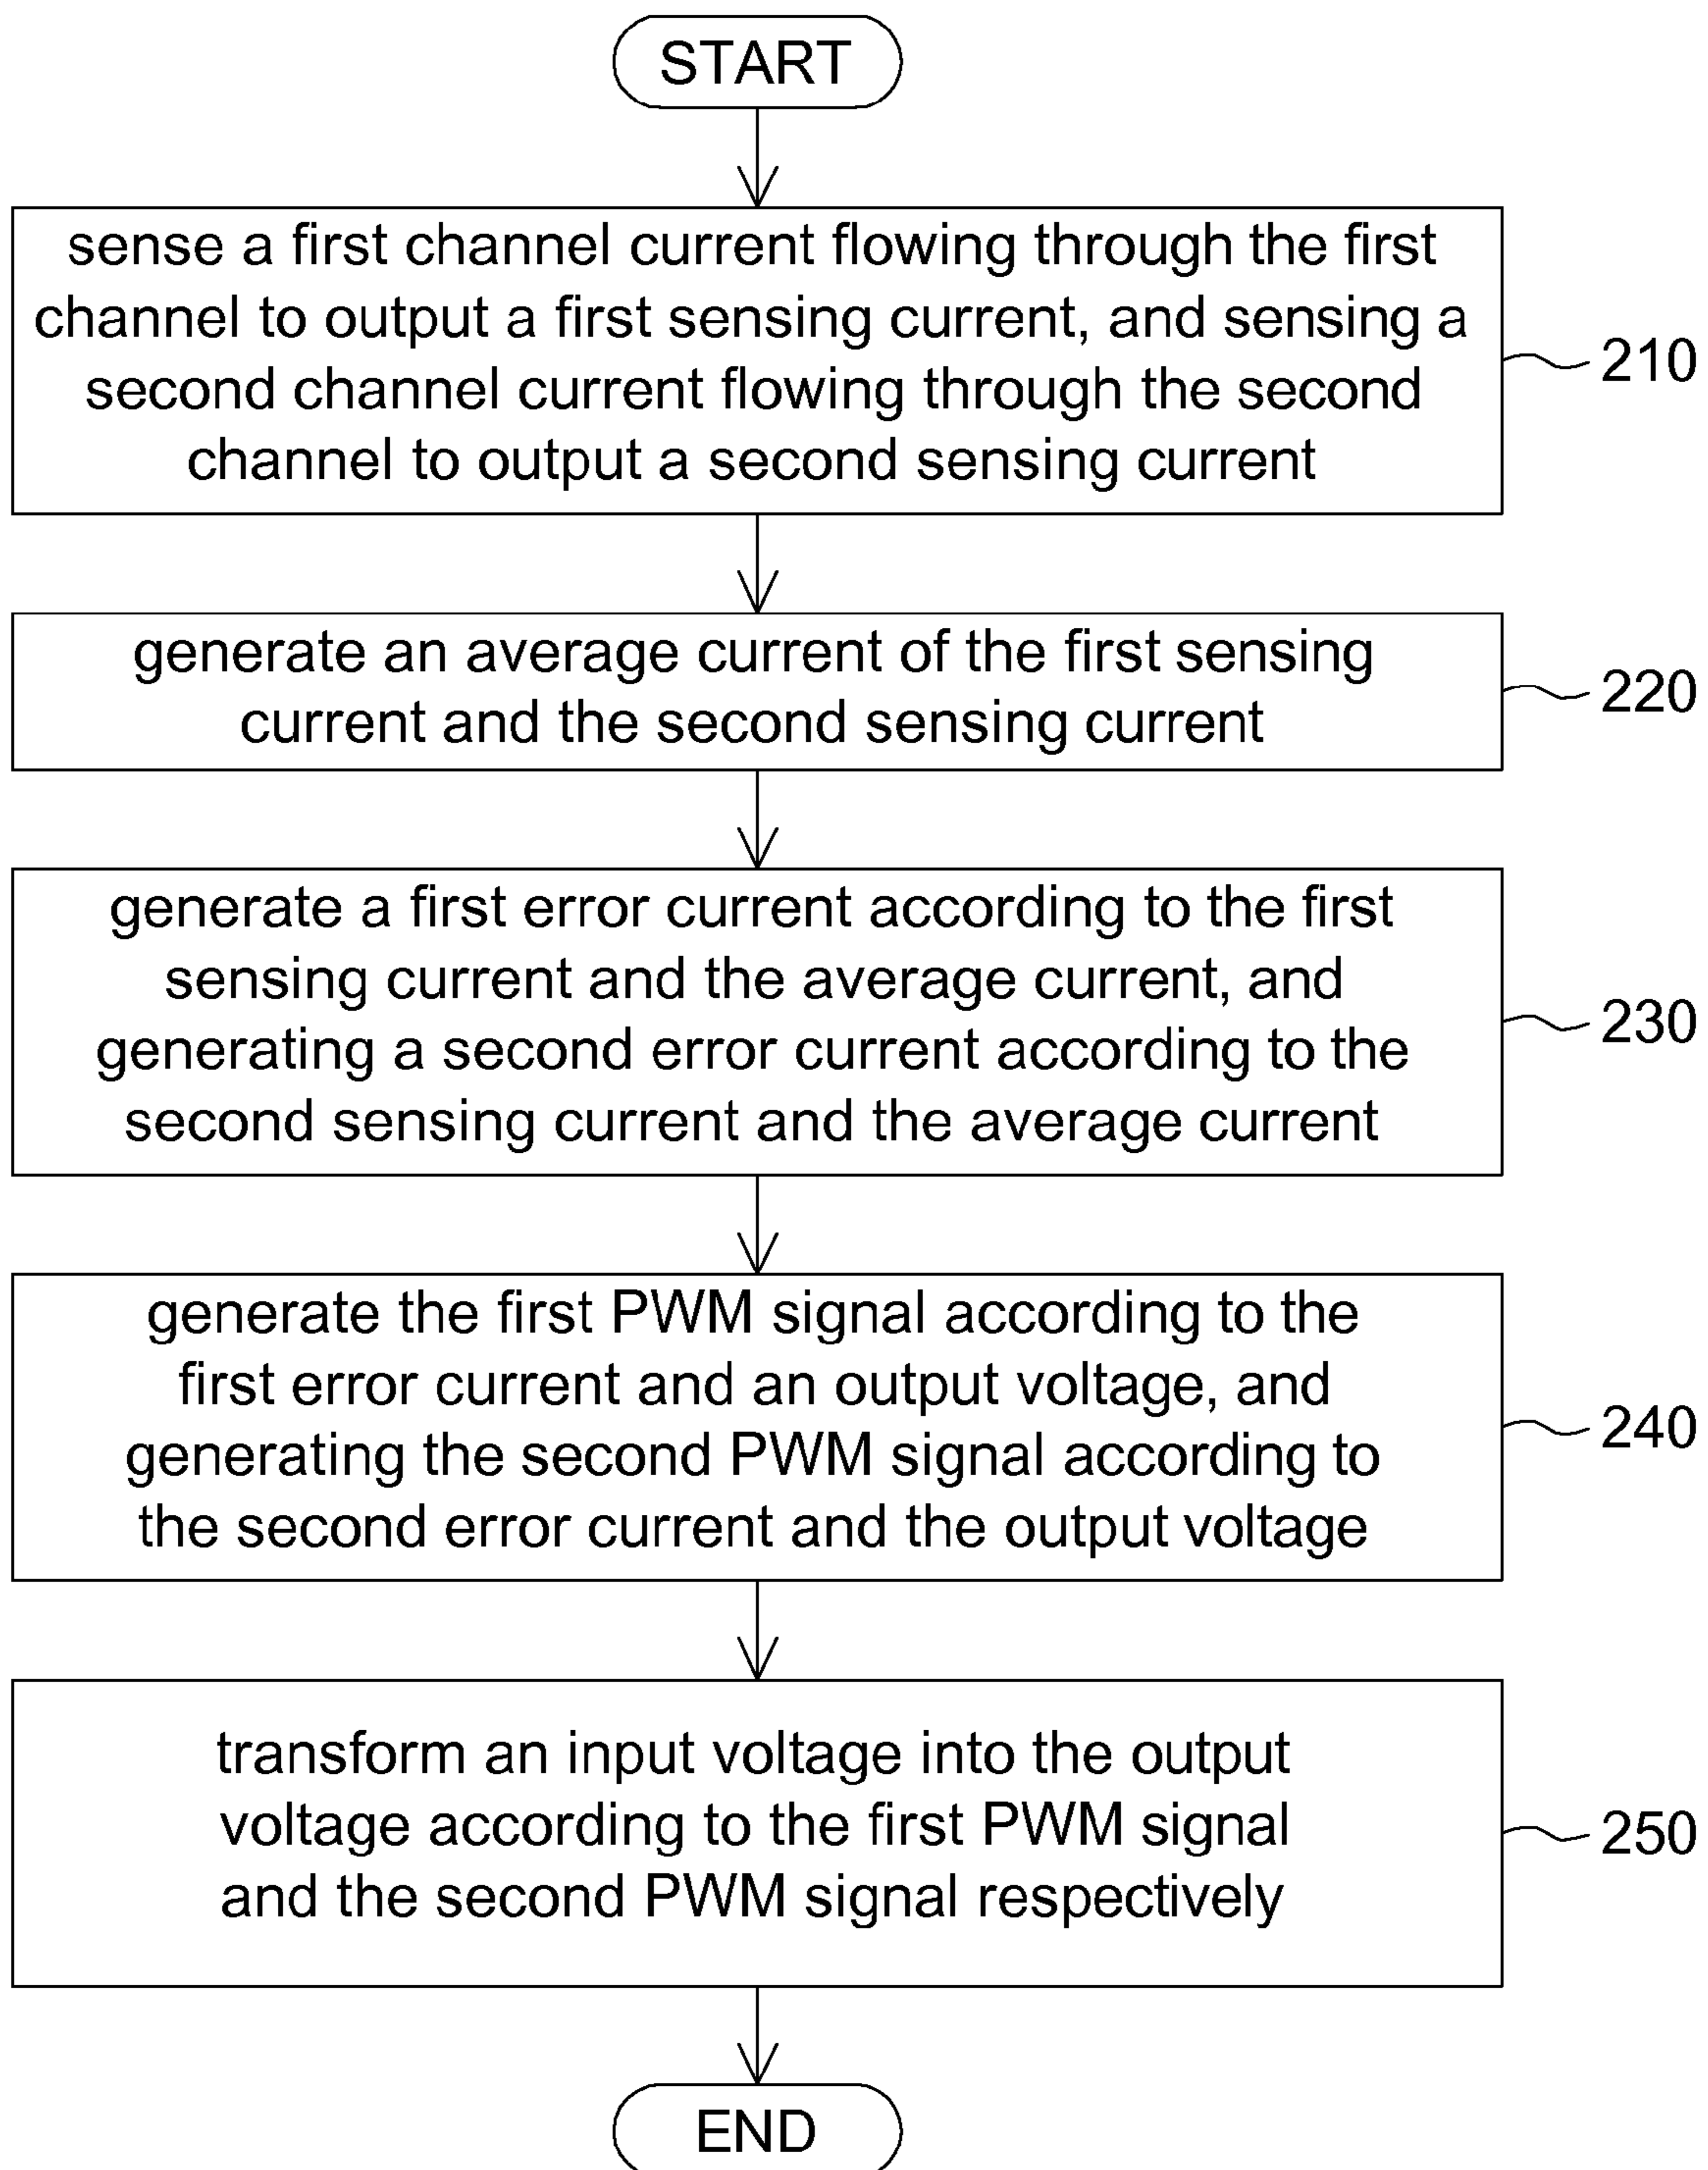 START
sense a first channel current flowing through the first
channel to output a first sensing current, and sensing a
second channel current flowing through the second
channel to output a second sensing current
210
generate an average current of the first sensing
current and the second sensing current
220
generate a first error current according to the first
sensing current and the average current, and
generating a second error current according to the
second sensing current and the average current
230
generate the first PWM signal according to the
first error current and an output voltage, and
generating the second PWM signal according to
the second error current and the output voltage
240
transform an input voltage into the output
voltage according to the first PWM signal
and the second PWM signal respectively
250
END